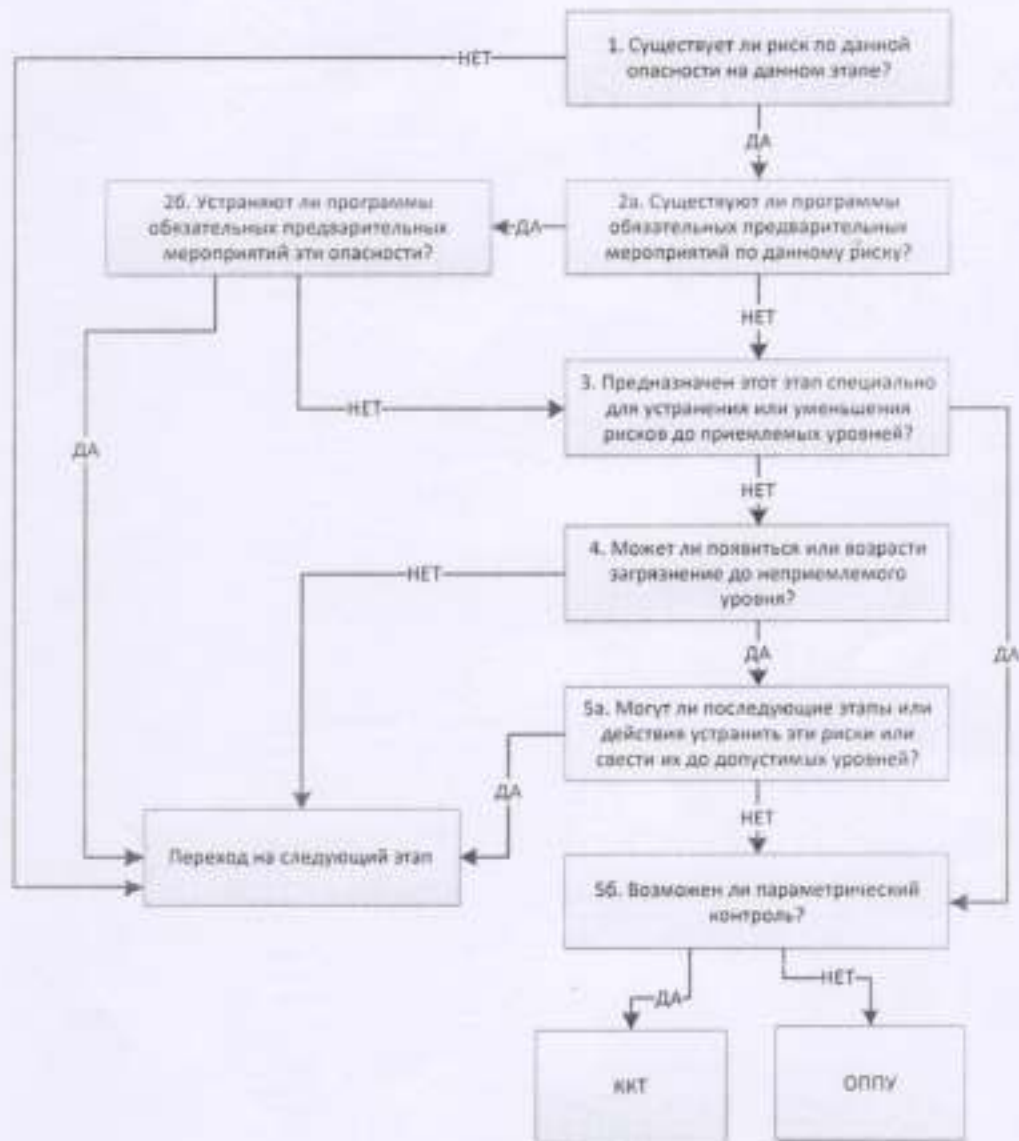 1. Существует ли риск по данной
опасности на данном этапе?
НЕТ
ДА
2б. Устраняют ли программы
обязательных предварительных
мероприятий эти опасности?
ДА
2а. Существуют ли программы
обязательных предварительных
мероприятий по данному риску?
НЕТ
3. Предназначен этот этап специально
для устранения или уменьшения
рисков до приемлемых уровней?
НЕТ
ДА
НЕТ
4. Может ли появиться или возрасти
загрязнение до неприемлемого
уровня?
НЕТ
ДА
ДА
5а. Могут ли последующие этапы или
действия устранить эти риски или
свести их до допустимых уровней?
ДА
НЕТ
Переход на следующий этап
5б. Возможен ли параметрический
контроль?
ДА
НЕТ
ККТ
ОППУ